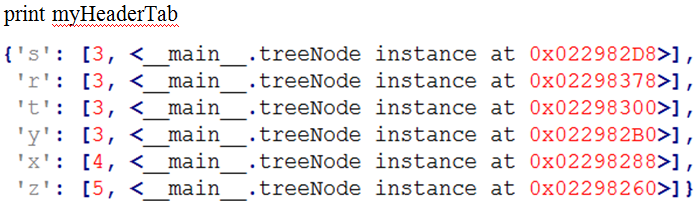 print myHeaderTab
{'s': [3, <__main__.treeNode instance at 0x022982D8>],
'r': [3, <__main__.treeNode instance at 0x02298378>],
't': [3, <__main__.treeNode instance at 0x02298300>],
'y': [3, <__main__.treeNode instance at 0x022982B0>],
'x': [4, <__main__.treeNode instance at 0x02298288>],
'z': [5, <__main__.treeNode instance at 0x02298260>]}